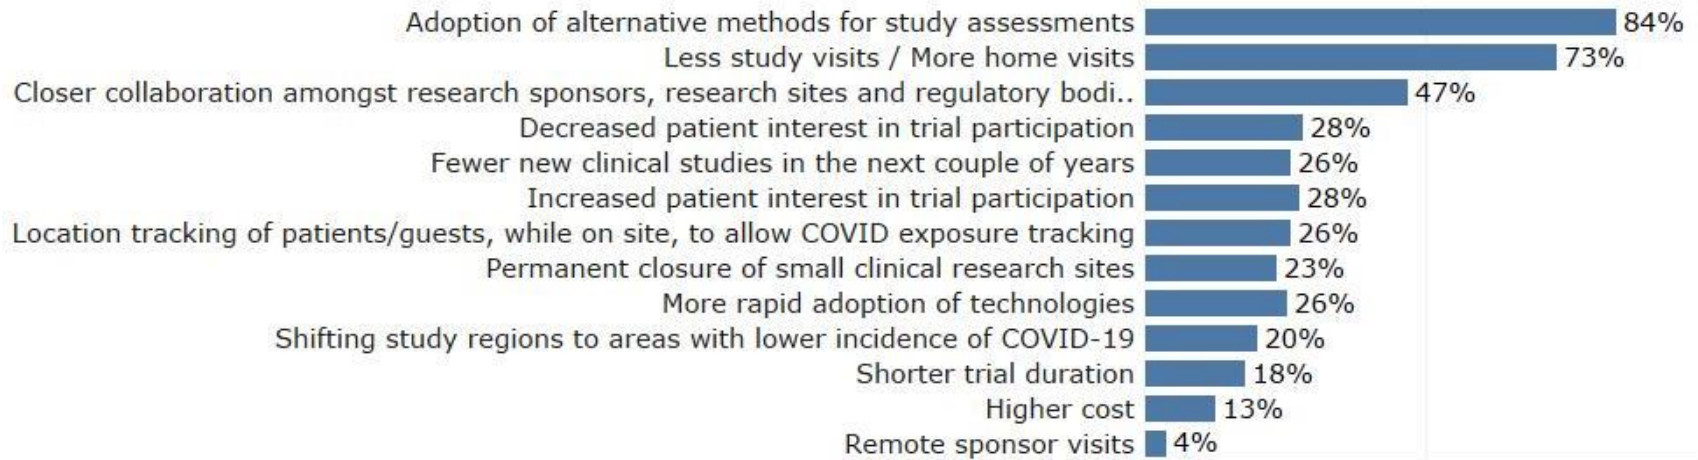 Adoption of alternative methods for study assessments 84%
Less study visits / More home visits 73%
Closer collaboration amongst research sponsors, research sites and regulatory bodi.. 47%
Decreased patient interest in trial participation 28%
Fewer new clinical studies in the next couple of years 26%
Increased patient interest in trial participation 28%
Location tracking of patients/guests, while on site, to allow COVID exposure tracking 26%
Permanent closure of small clinical research sites 23%
More rapid adoption of technologies 26%
Shifting study regions to areas with lower incidence of COVID-19 20%
Shorter trial duration 18%
Higher cost 13%
Remote sponsor visits 4%